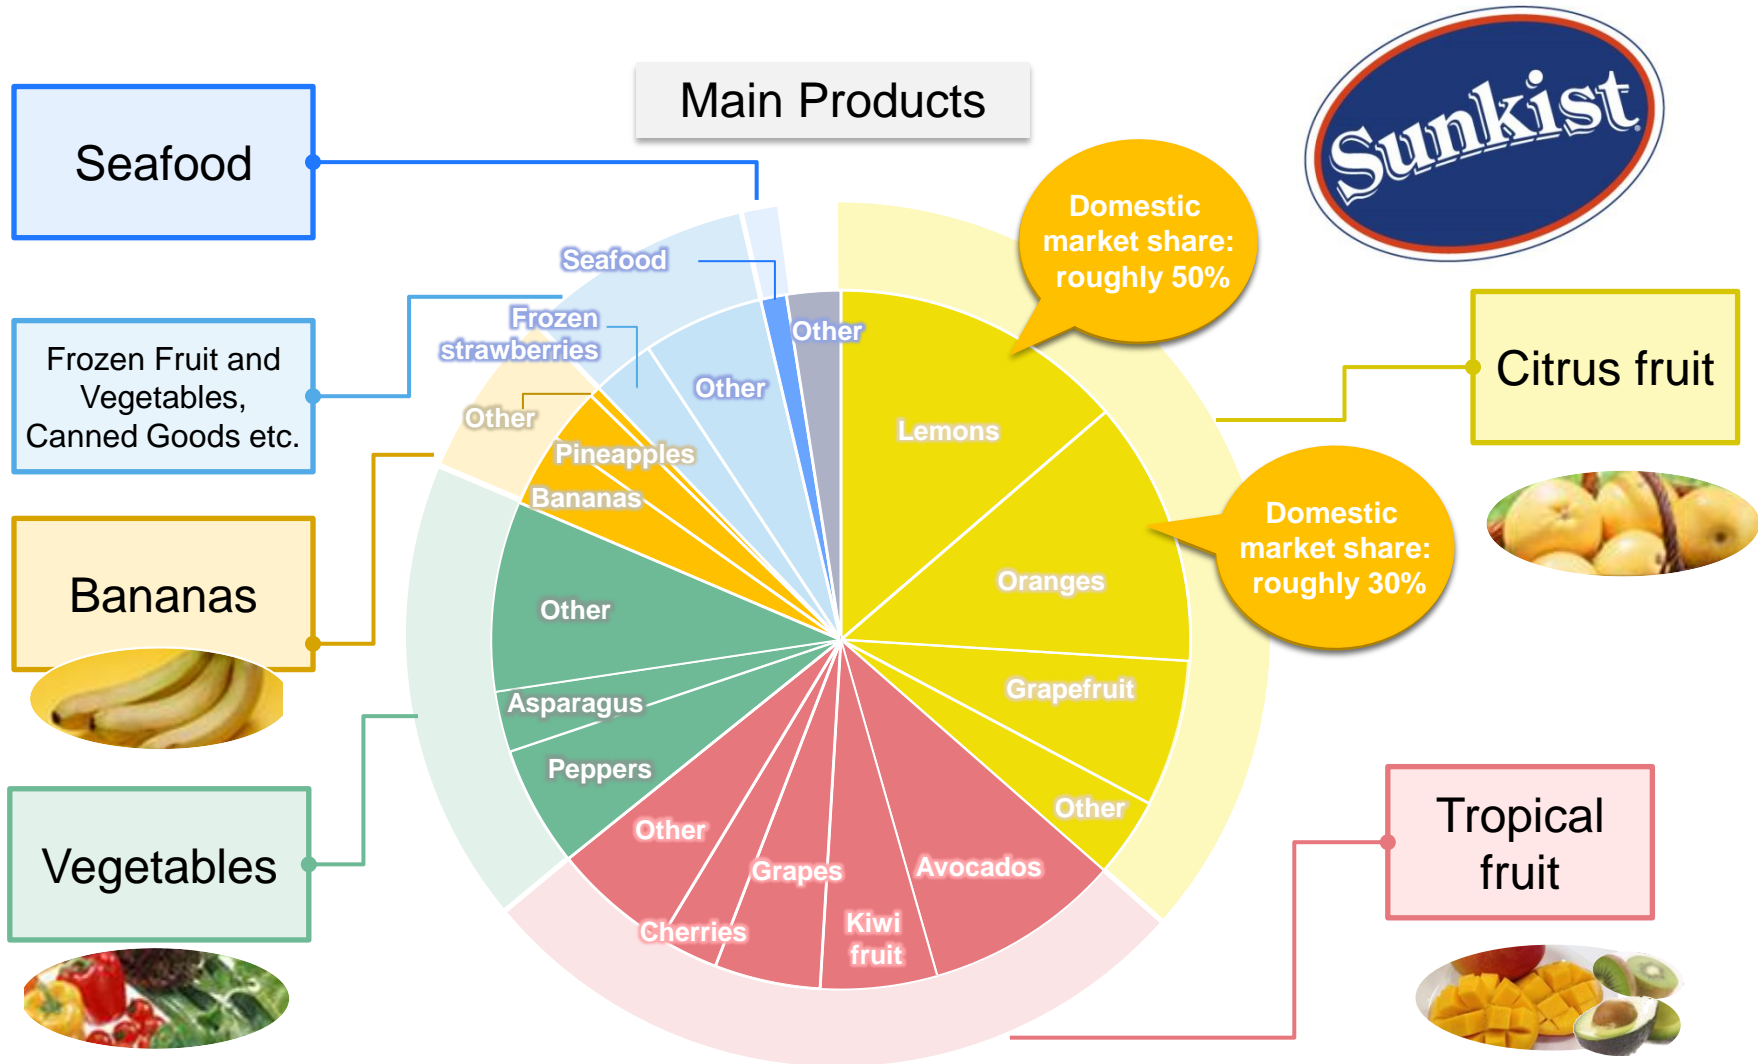 Main Products
Sunkist
Seafood
Domestic
market share:
roughly 50%
Seafood
Frozen
strawberries
Other
Other
Other
Pineapples
Bananas
Frozen Fruit and
Vegetables,
Canned Goods etc.
Citrus fruit
Lemons
Domestic
market share:
roughly 30%
Oranges
Bananas
Other
Grapefruit
Asparagus
Peppers
Other
Other
Grapes
Avocados
Cherries
Kiwi
fruit
Vegetables
Tropical
fruit